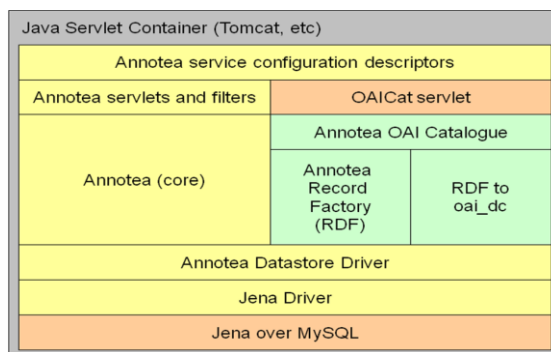 Java Servlet Container (Tomcat, etc)
Annotea service configuration descriptors
Annotea servlets and filters
OAICat servlet
Annotea (core)
Annotea OAI Catalogue
Annotea
Record
Factory
(RDF)
RDF to
oai_dc
Annotea Datastore Driver
Jena Driver
Jena over MySQL